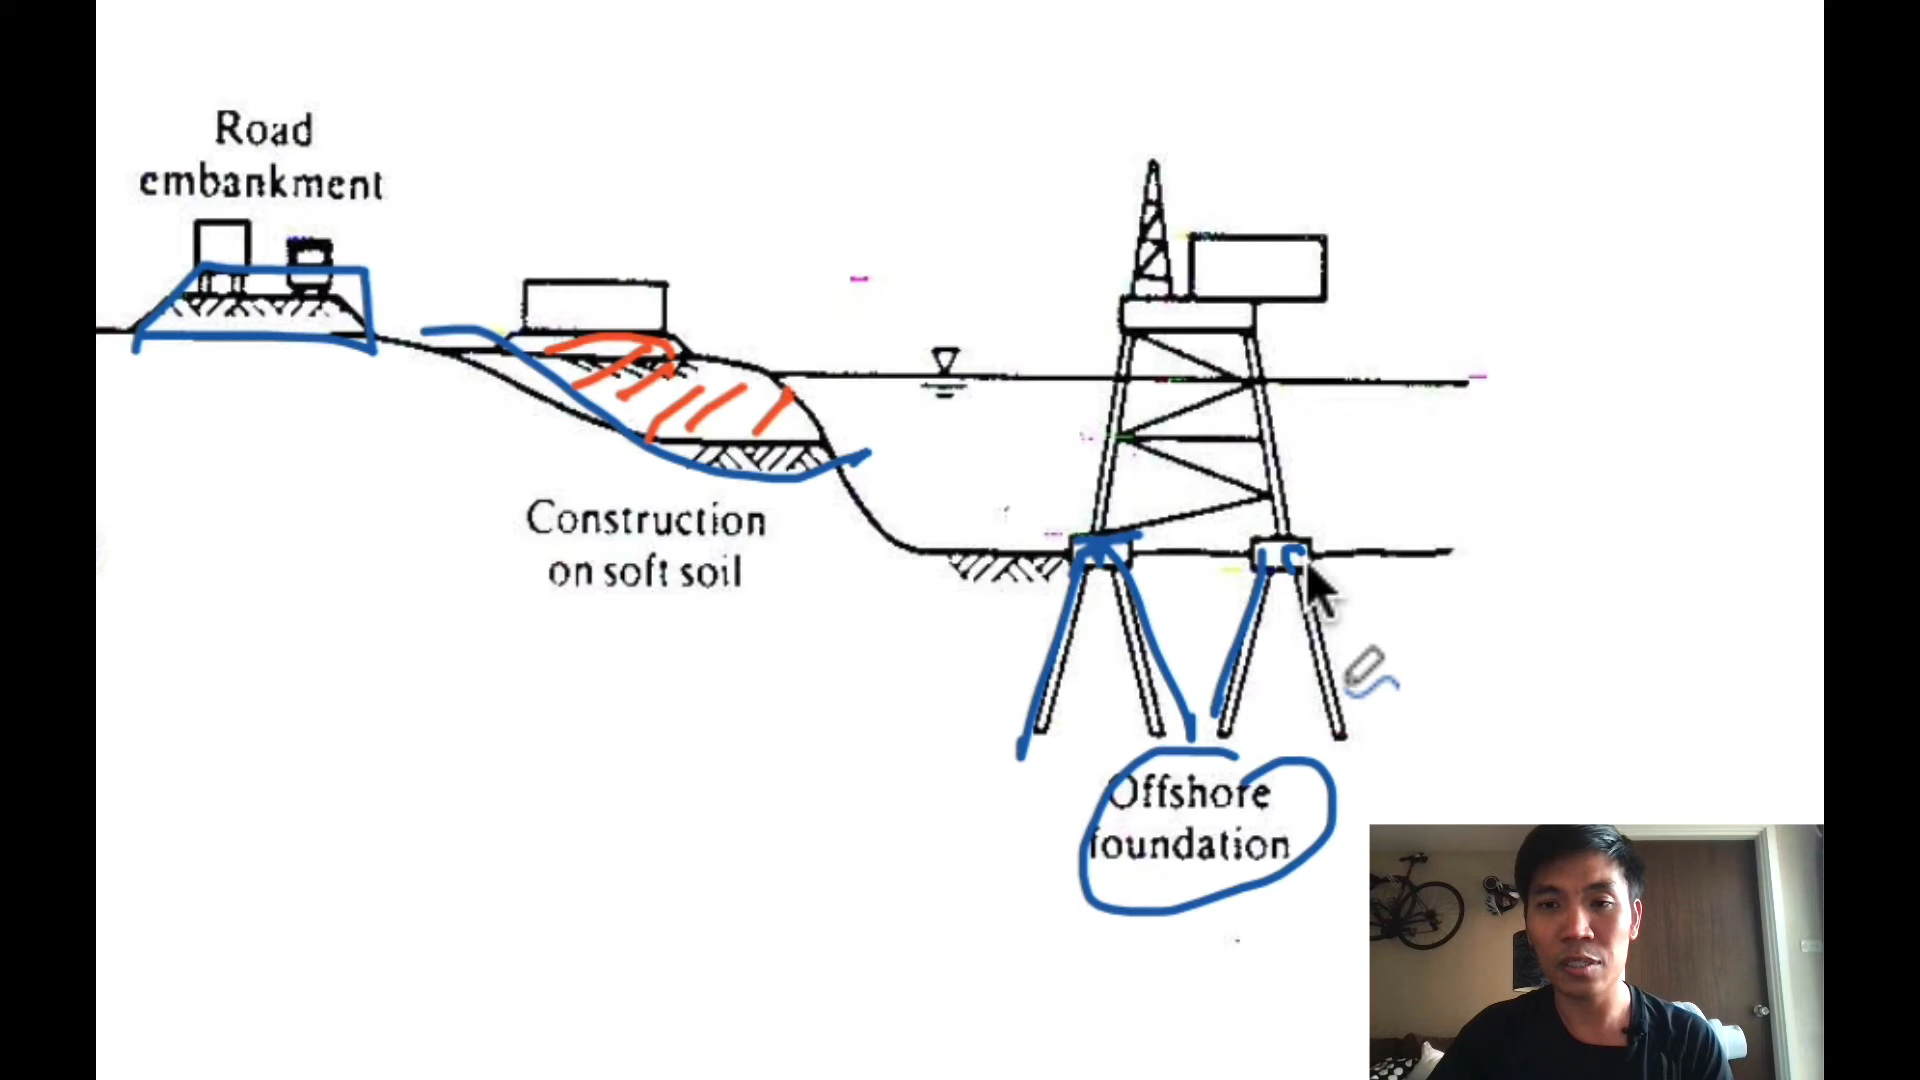 Road
embankment
Construction
on soft soil
Offshore
foundation